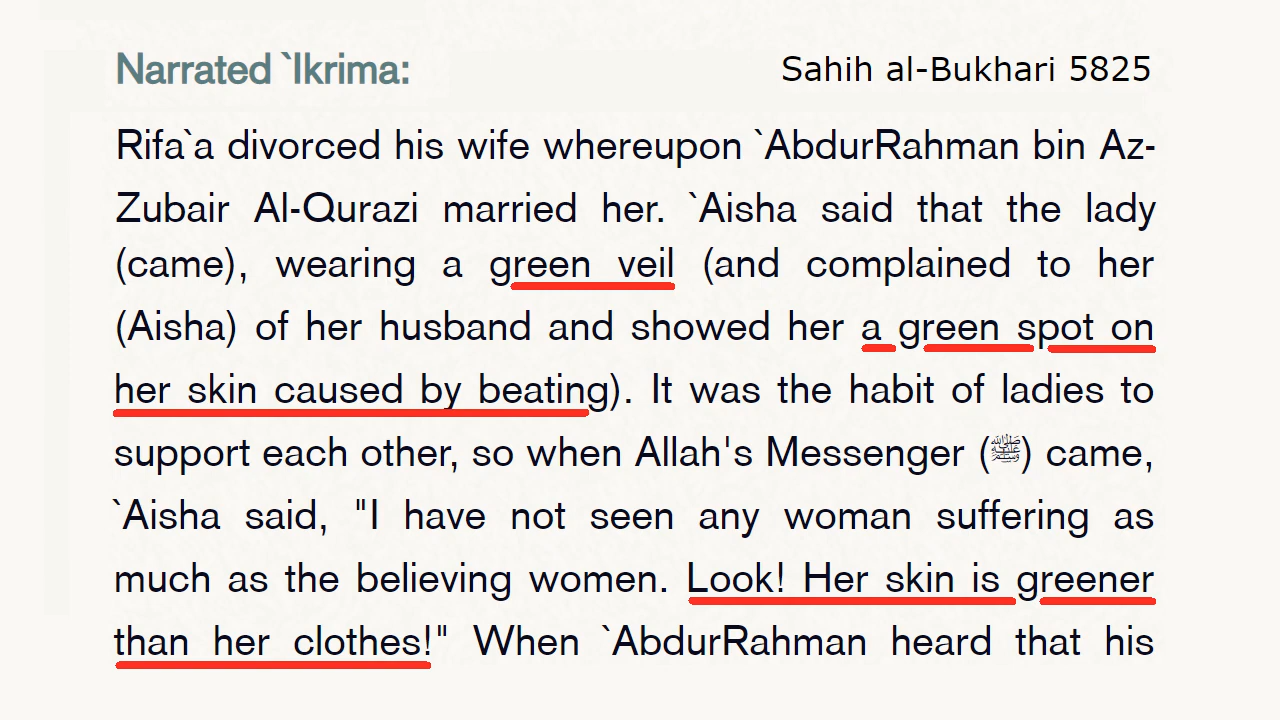 Narrated `Ikrima:
Sahih al-Bukhari 5825
Rifa`a divorced his wife whereupon `AbdurRahman bin Az-
Zubair Al-Qurazi married her. `Aisha said that the lady
(came), wearing a green veil (and complained to her
(Aisha) of her husband and showed her a green spot on
her skin caused by beating). It was the habit of ladies to
support each other, so when Allah's Messenger (ﷺ) came,
`Aisha said, "I have not seen any woman suffering as
much as the believing women. Look! Her skin is greener
than her clothes!" When `AbdurRahman heard that his